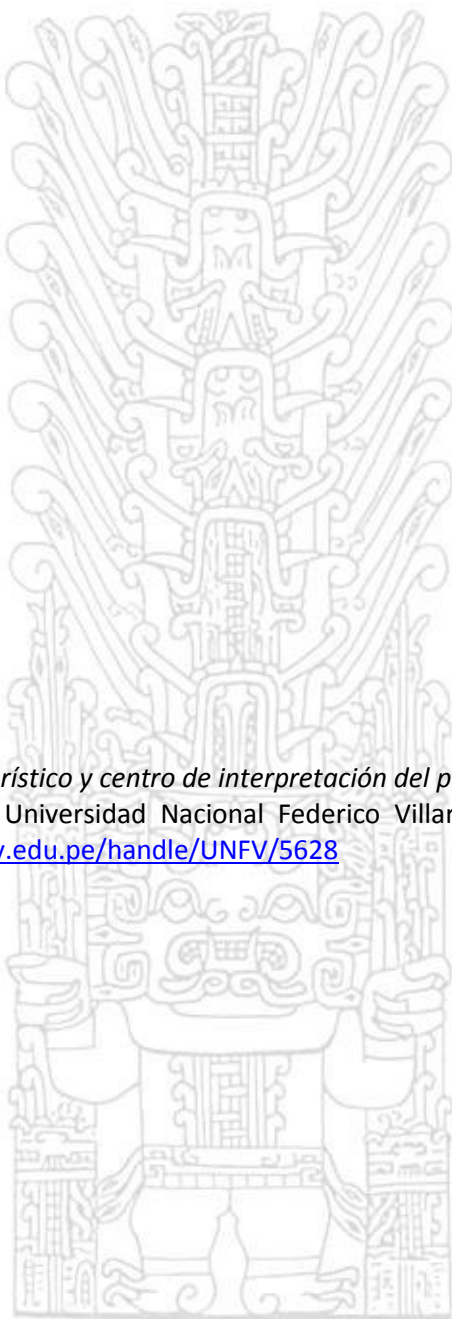 rístico y centro de interpretación del p
Universidad Nacional Federico Villar
v.edu.pe/handle/UNFV/5628